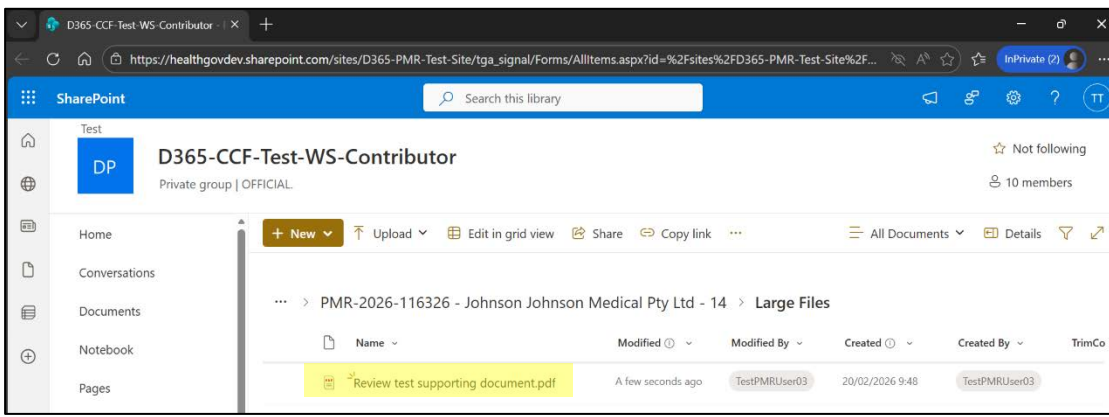 D365-CCF-Test-WS-Contributor - |
https://healthgovdev.sharepoint.com/sites/D365-PMR-Test-Site/tga_signal/Forms/AllItems.aspx?id=%2Fsites%2FD365-PMR-Test-Site%2F... InPrivate (2)
SharePoint Search this library ? TT
Test
DP
D365-CCF-Test-WS-Contributor
Not following
Private group | OFFICIAL.
10 members
+ New Upload Edit in grid view Share Copy link ... All Documents Details
Home
Conversations
Documents
Notebook
Pages
... > PMR-2026-116326 - Johnson Johnson Medical Pty Ltd - 14 > Large Files
Name Modified Modified By Created Created By TrimCo
Review test supporting document.pdf A few seconds ago TestPMRUser03 20/02/2026 9:48 TestPMRUser03